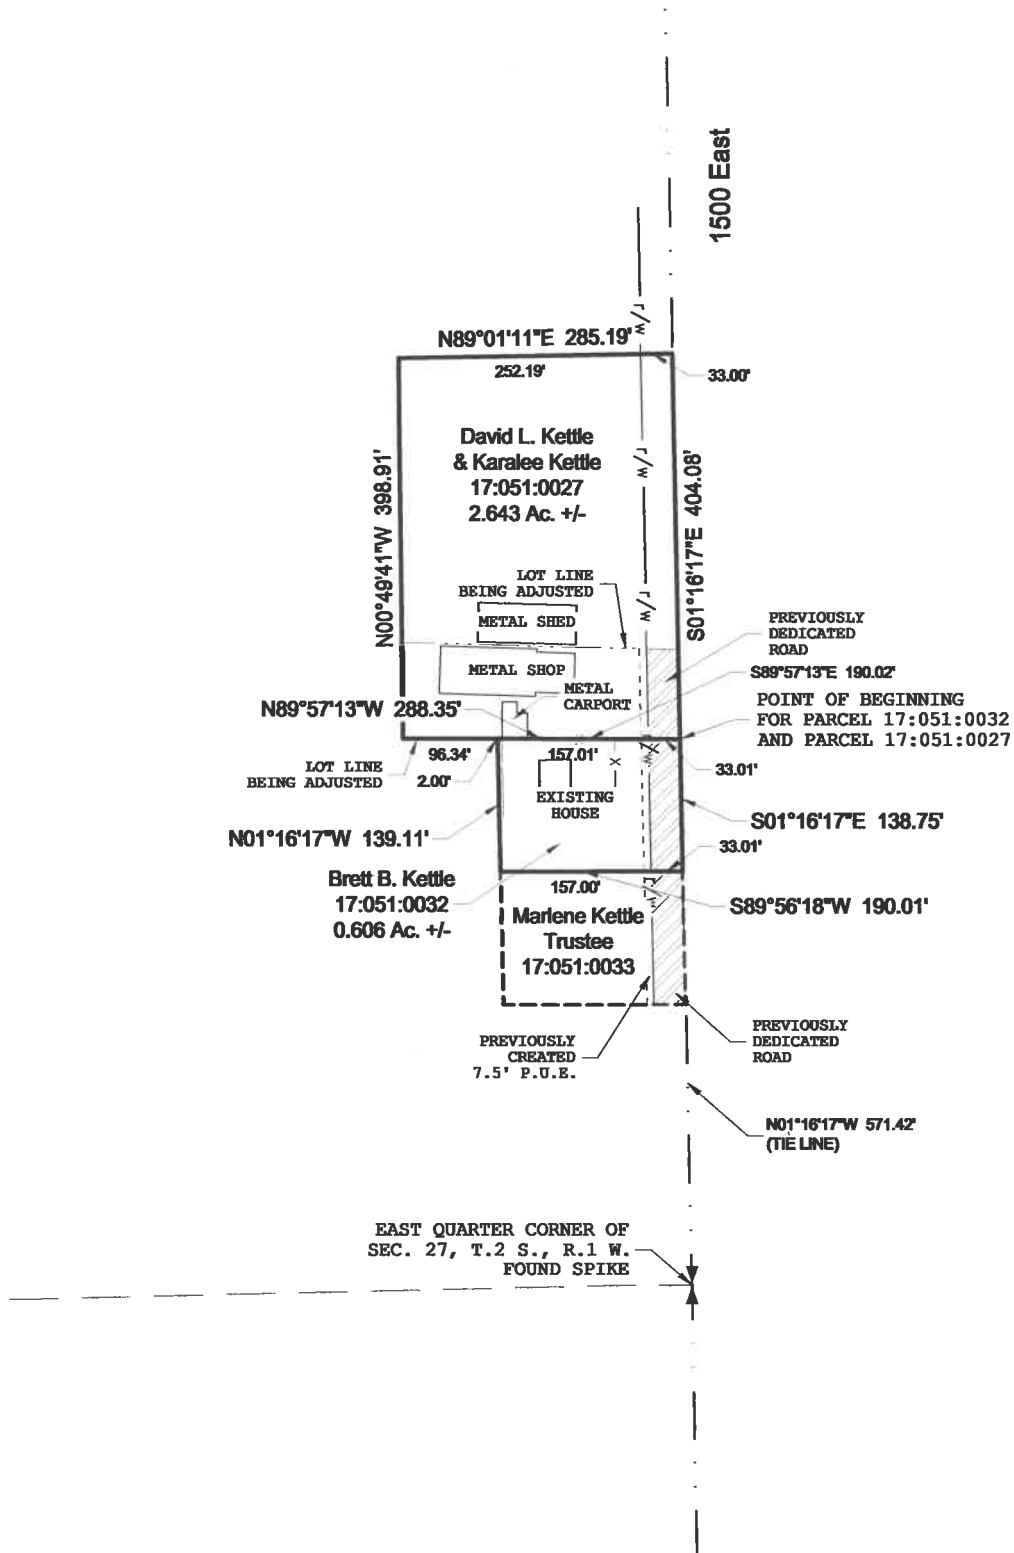 1500 East
N89°01'11"E 285.19'
252.19'
33.00'
r/w
David L. Kettle
& Karalee Kettle
17:051:0027
2.643 Ac. +/-
N00°49'41"W 398.91'
S01°16'17"E 404.08'
r/w
LOT LINE
BEING ADJUSTED
METAL SHED
r/w
PREVIOUSLY
DEDICATED
ROAD
METAL SHOP
S89°57'13"E 190.02'
METAL
CARPORT
N89°57'13"W 288.35'
POINT OF BEGINNING
FOR PARCEL 17:051:0032
AND PARCEL 17:051:0027
96.34'
157.01'
LOT LINE
BEING ADJUSTED
2.00'
x
33.01'
EXISTING
HOUSE
S01°16'17"E 138.75'
N01°16'17"W 139.11'
33.01'
Brett B. Kettle
17:051:0032
0.606 Ac. +/-
157.00'
S89°56'18"W 190.01'
Marlene Kettle
Trustee
17:051:0033
PREVIOUSLY
CREATED
7.5' P.U.E.
PREVIOUSLY
DEDICATED
ROAD
N01°16'17"W 571.42'
(TIE LINE)
EAST QUARTER CORNER OF
SEC. 27, T.2 S., R.1 W.
FOUND SPIKE